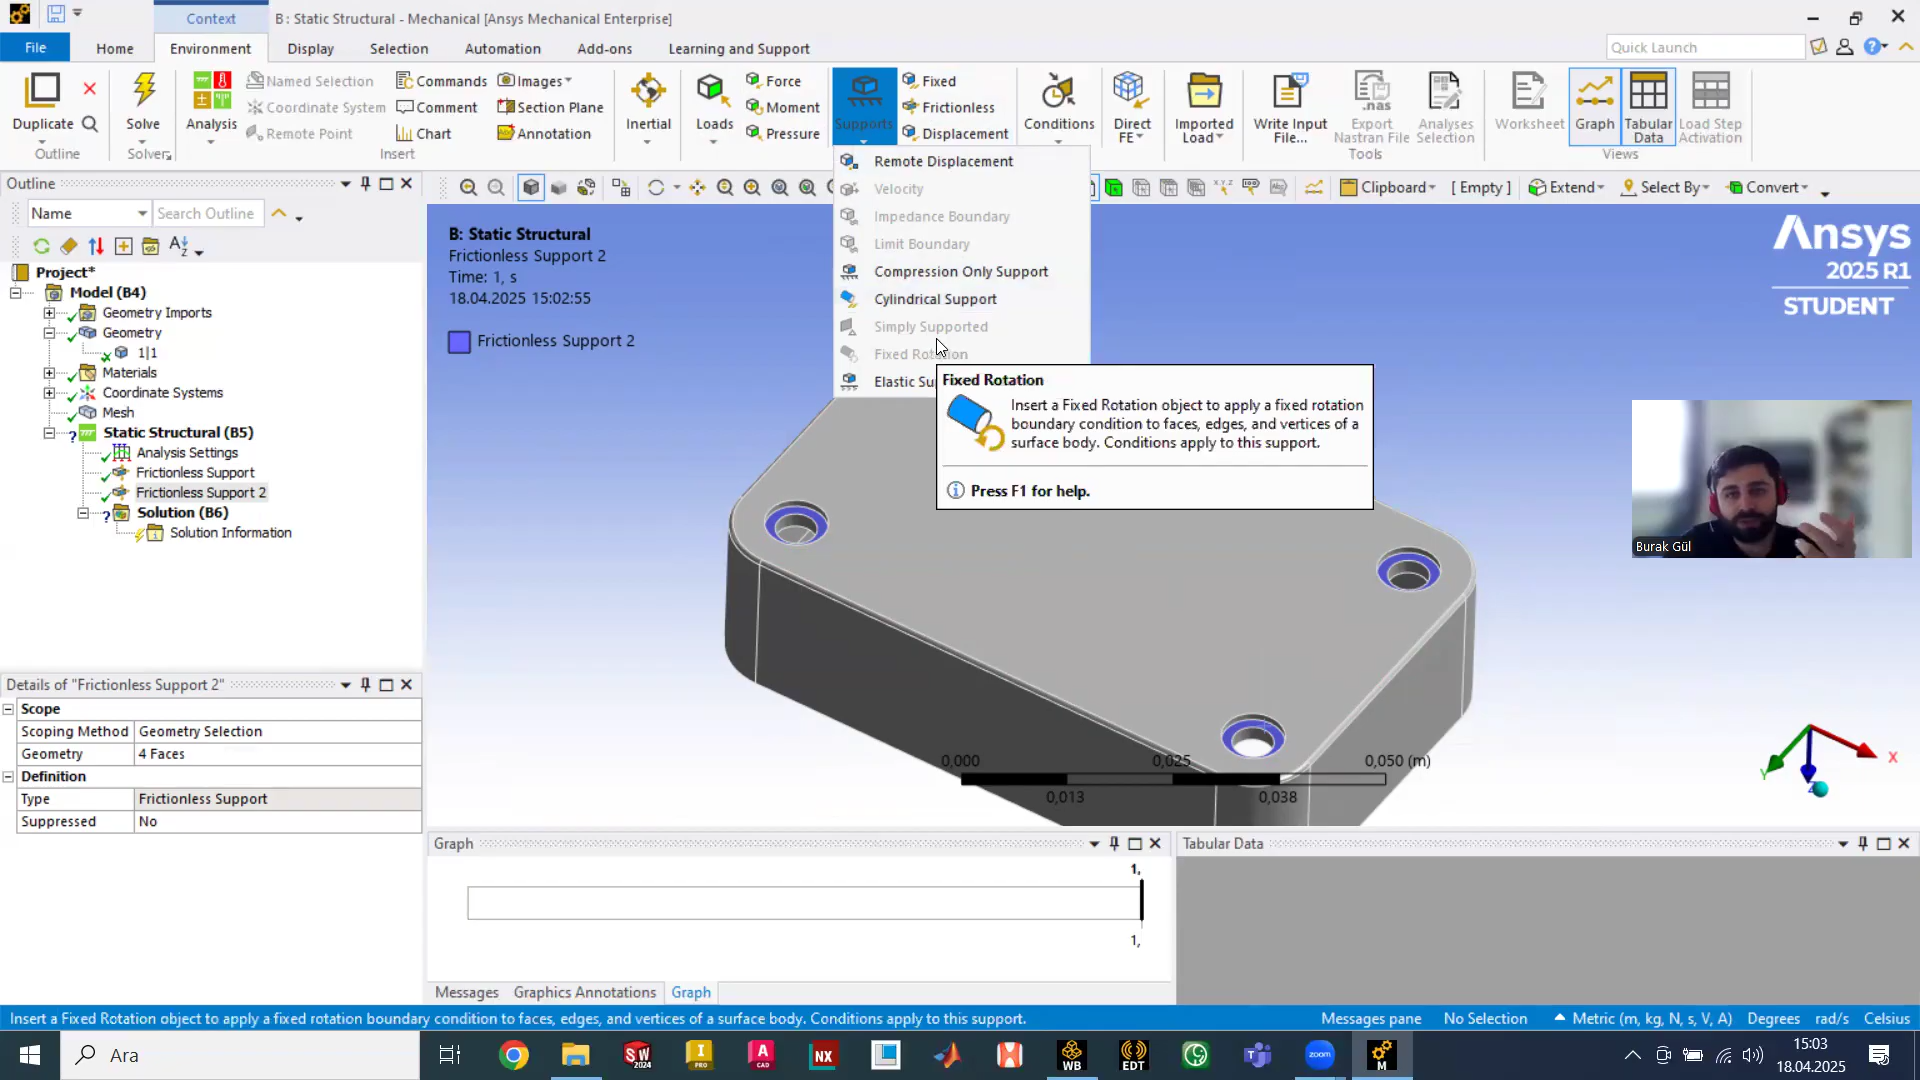 Context
B : Static Structural - Mechanical [Ansys Mechanical Enterprise]
File
Home
Environment
Display
Selection
Automation
Add-ons
Learning and Support
Quick Launch
Duplicate
Outline
Solve
Solver
Analysis
Named Selection
Coordinate System
Remote Point
Commands
Comment
Chart
Images
Section Plane
Annotation
Insert
Inertial
Loads
Force
Moment
Pressure
Supports
Fixed
Frictionless
Displacement
Conditions
Direct FE
Imported Load
Write Input File...
.nas
Export Nastran File
Analyses Selection
Tools
Worksheet
Graph
Tabular Data
Load Step Activation
Views
Clipboard
[ Empty ]
Extend
Select By
Convert
Remote Displacement
Velocity
Impedance Boundary
Limit Boundary
Compression Only Support
Cylindrical Support
Simply Supported
Fixed Rotation
Elastic Su
Fixed Rotation
Insert a Fixed Rotation object to apply a fixed rotation
boundary condition to faces, edges, and vertices of a
surface body. Conditions apply to this support.
Press F1 for help.
Outline
Name
Search Outline
Project*
Model (B4)
Geometry Imports
Geometry
1|1
Materials
Coordinate Systems
Mesh
Static Structural (B5)
Analysis Settings
Frictionless Support
Frictionless Support 2
Solution (B6)
Solution Information
B: Static Structural
Frictionless Support 2
Time: 1, s
18.04.2025 15:02:55
Frictionless Support 2
Ansys
2025 R1
STUDENT
Burak Gül
Details of "Frictionless Support 2"
Scope
Scoping Method Geometry Selection
Geometry 4 Faces
Definition
Type Frictionless Support
Suppressed No
0,000 0,025 0,050 (m)
0,013 0,038
X
Y
Z
Graph
1,
1,
Tabular Data
Messages
Graphics Annotations
Graph
Insert a Fixed Rotation object to apply a fixed rotation boundary condition to faces, edges, and vertices of a surface body. Conditions apply to this support.
Messages pane
No Selection
Metric (m, kg, N, s, V, A)
Degrees
rad/s
Celsius
Ara
SW
2024
I
PRO
A
CAD
NX
WB
EDT
zoom
M
15:03
18.04.2025